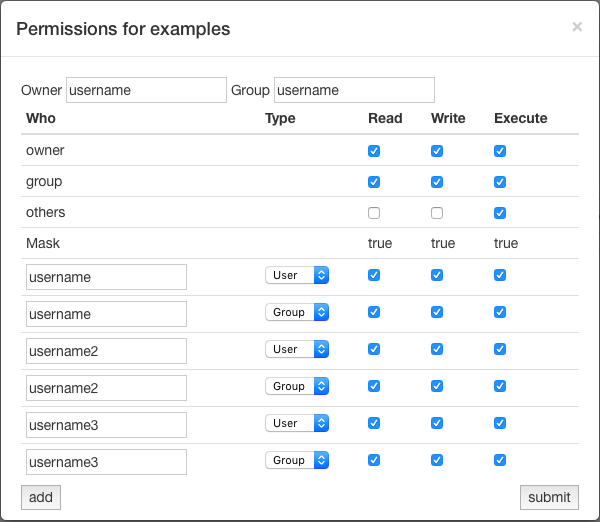 Permissions for examples ×
Owner username Group username
Who Type Read Write Execute
owner
group
others
Mask true true true
username User
username Group
username2 User
username2 Group
username3 User
username3 Group
add submit